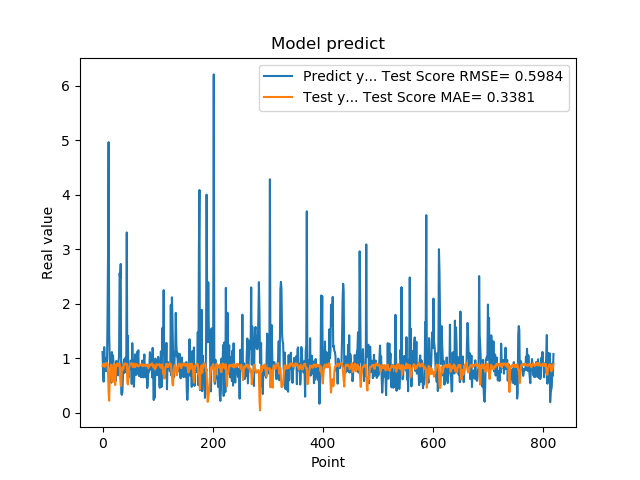 Model predict
Predict y... Test Score RMSE= 0.5984
Test y... Test Score MAE= 0.3381
Real value
6
5
4
3
2
1
0
0 200 400 600 800
Point